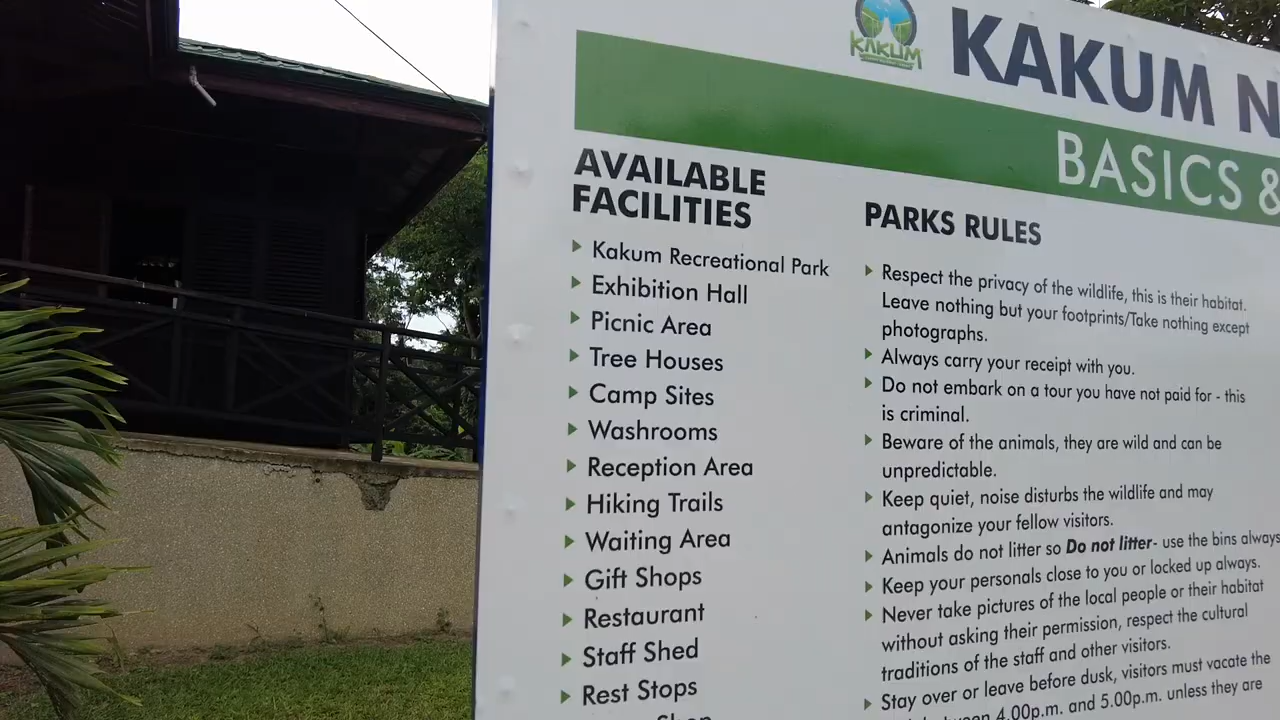 KAKUM
KAKUM N
BASICS &
AVAILABLE
FACILITIES
Kakum Recreational Park
Exhibition Hall
Picnic Area
Tree Houses
Camp Sites
Washrooms
Reception Area
Hiking Trails
Waiting Area
Gift Shops
Restaurant
Staff Shed
Rest Stops
Shop
PARKS RULES
Respect the privacy of the wildlife, this is their habitat.
Leave nothing but your footprints/Take nothing except
photographs.
Always carry your receipt with you.
Do not embark on a tour you have not paid for - this
is criminal.
Beware of the animals, they are wild and can be
unpredictable.
Keep quiet, noise disturbs the wildlife and may
antagonize your fellow visitors.
Animals do not litter so Do not litter- use the bins always
Keep your personals close to you or locked up always.
Never take pictures of the local people or their habitat
without asking their permission, respect the cultural
traditions of the staff and other visitors.
Stay over or leave before dusk, visitors must vacate the
between 4.00p.m. and 5.00p.m. unless they are